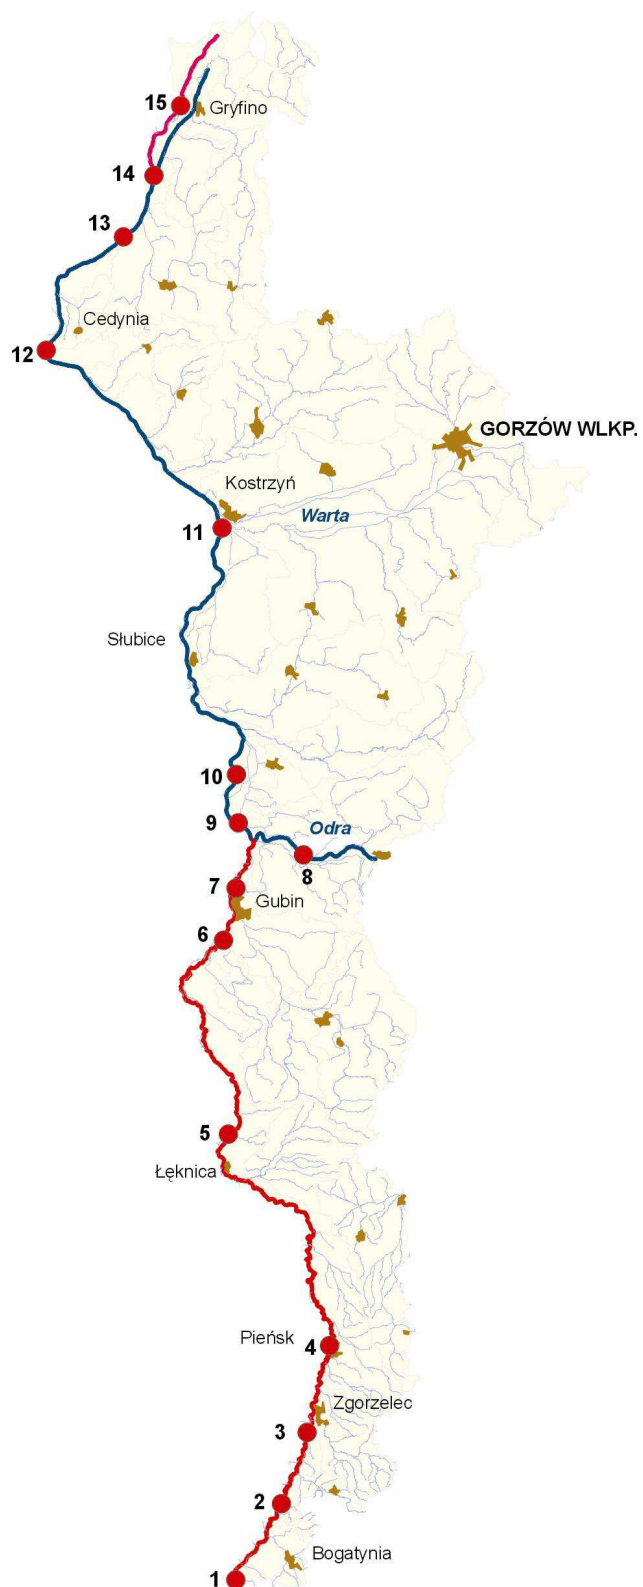 15
Gryfino
14
13
Cedynia
12
GORZÓW WLKP.
Kostrzyń
Warta
11
Słubice
10
9
Odra
8
7
Gubin
6
5
Łęknica
Pieńsk
4
Zgorzelec
3
2
Bogatynia
1